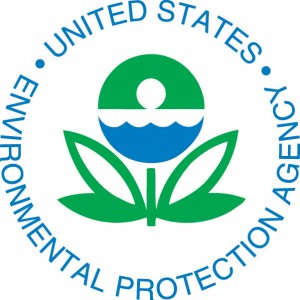 • UNITED STATES •
ENVIRONMENTAL PROTECTION AGENCY